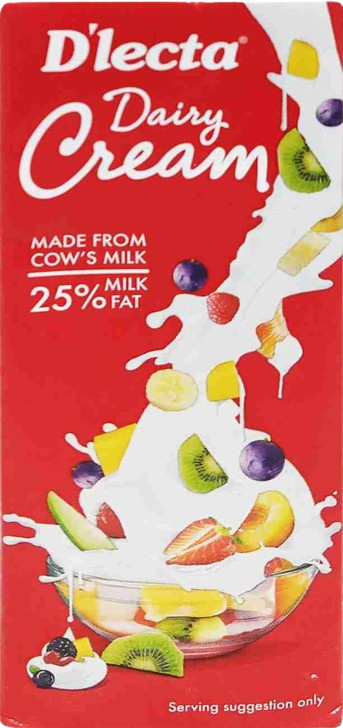 D'lecta®
Dairy
Cream
MADE FROM
COW'S MILK
25% MILK FAT
Serving suggestion only